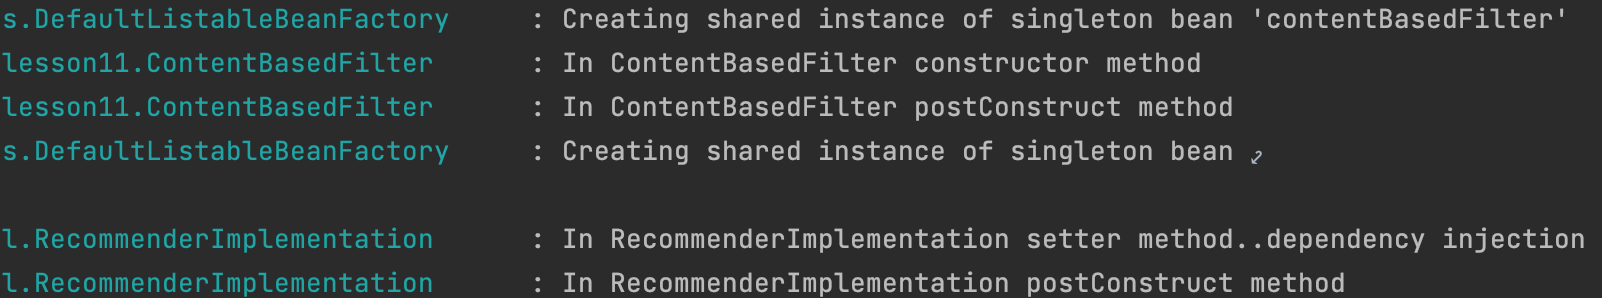 s.DefaultListableBeanFactory : Creating shared instance of singleton bean 'contentBasedFilter'
lesson11.ContentBasedFilter : In ContentBasedFilter constructor method
lesson11.ContentBasedFilter : In ContentBasedFilter postConstruct method
s.DefaultListableBeanFactory : Creating shared instance of singleton bean
l.RecommenderImplementation : In RecommenderImplementation setter method..dependency injection
l.RecommenderImplementation : In RecommenderImplementation postConstruct method